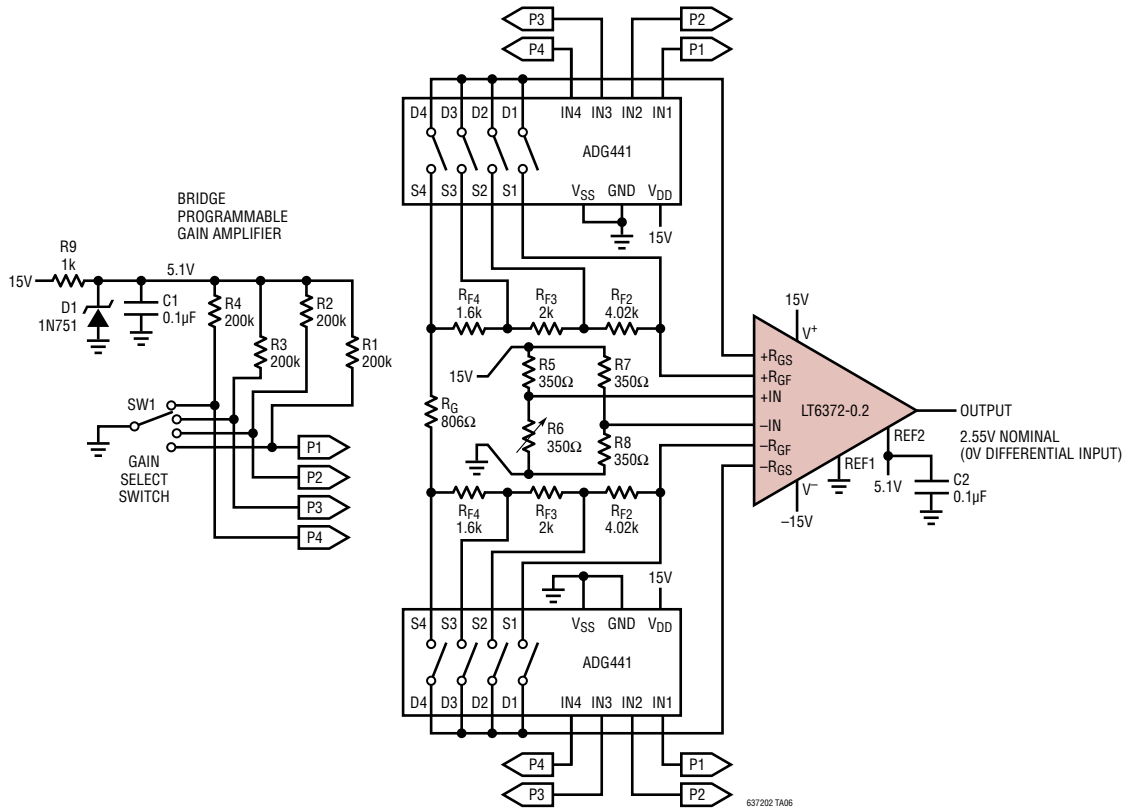 P3
P2
P4
P1
D4 D3 D2 D1 IN4 IN3 IN2 IN1
ADG441
S4 S3 S2 S1 VSS GND VDD
15V
BRIDGE
PROGRAMMABLE
GAIN AMPLIFIER
R9
1k
15V
5.1V
D1
1N751
C1
0.1µF
R4
200k
R3
200k
R2
200k
R1
200k
SW1
GAIN
SELECT
SWITCH
P1
P2
P3
P4
RF4
1.6k
RF3
2k
RF2
4.02k
RG
806Ω
15V
R5
350Ω
R7
350Ω
R6
350Ω
R8
350Ω
RF4
1.6k
RF3
2k
RF2
4.02k
15V
V+
+RGS
+RGF
+IN
–IN
–RGF
–RGS
LT6372-0.2
REF2
REF1
V–
–15V
5.1V
C2
0.1µF
OUTPUT
2.55V NOMINAL
(0V DIFFERENTIAL INPUT)
15V
S4 S3 S2 S1 VSS GND VDD
ADG441
D4 D3 D2 D1 IN4 IN3 IN2 IN1
P4
P1
P3
P2
637202 TA06